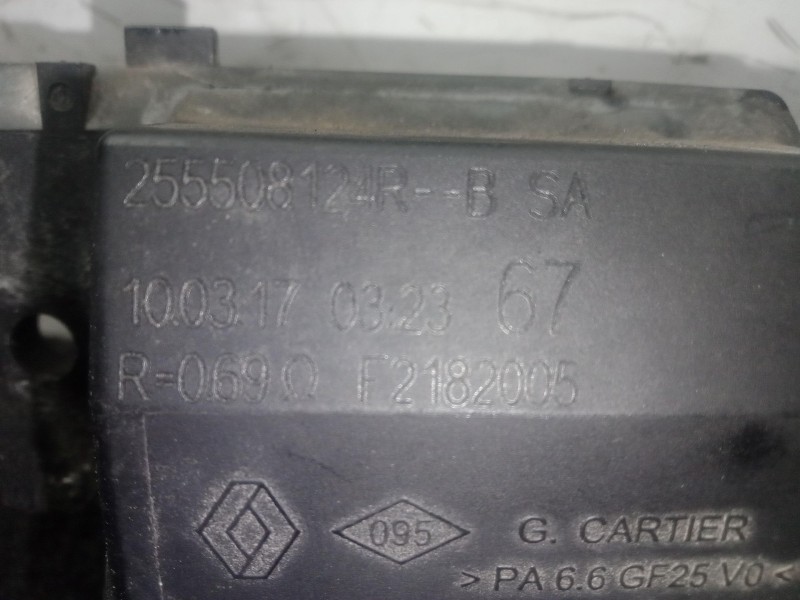 255508124R--B SA
10.03.17 03:23 67
R=0.69Ω F2182005
095 G. CARTIER
> PA 6.6 GF25 V0 <